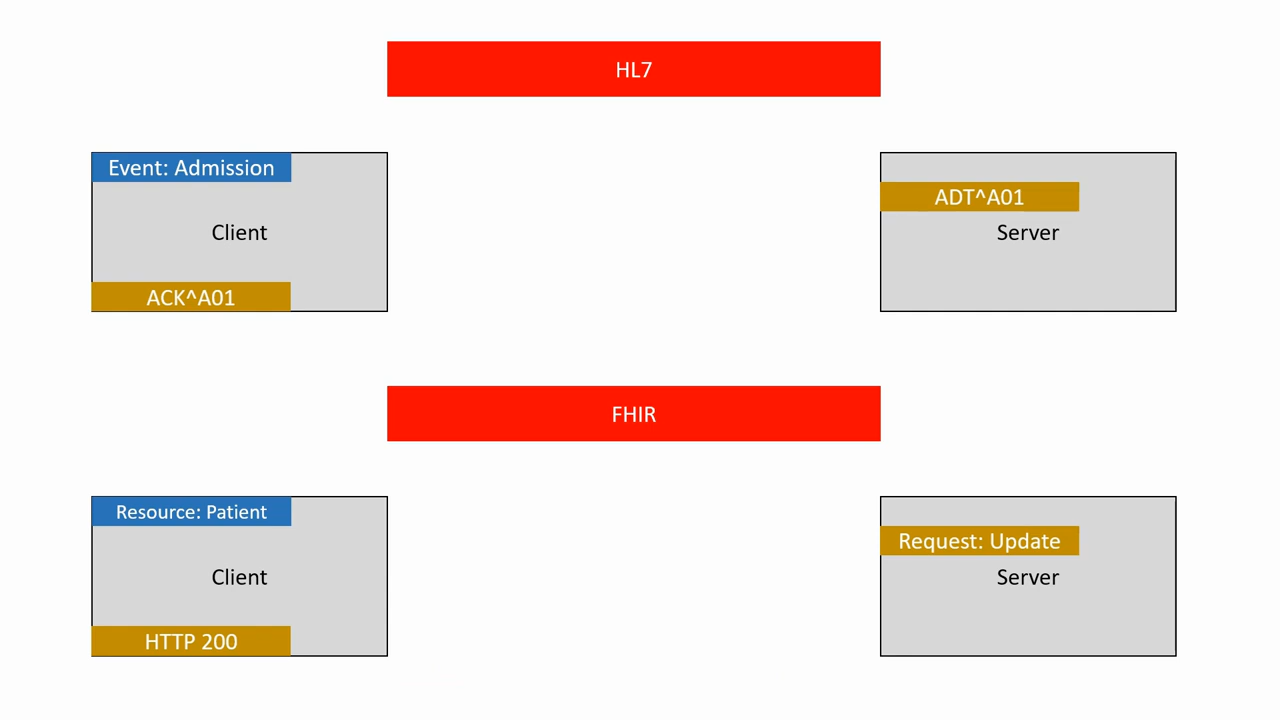 HL7
Event: Admission
Client
ACK^A01
ADT^A01
Server
FHIR
Resource: Patient
Client
HTTP 200
Request: Update
Server